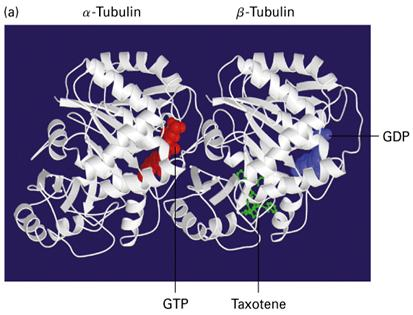 (a)
α-Tubulin
β-Tubulin
GDP
GTP
Taxotene